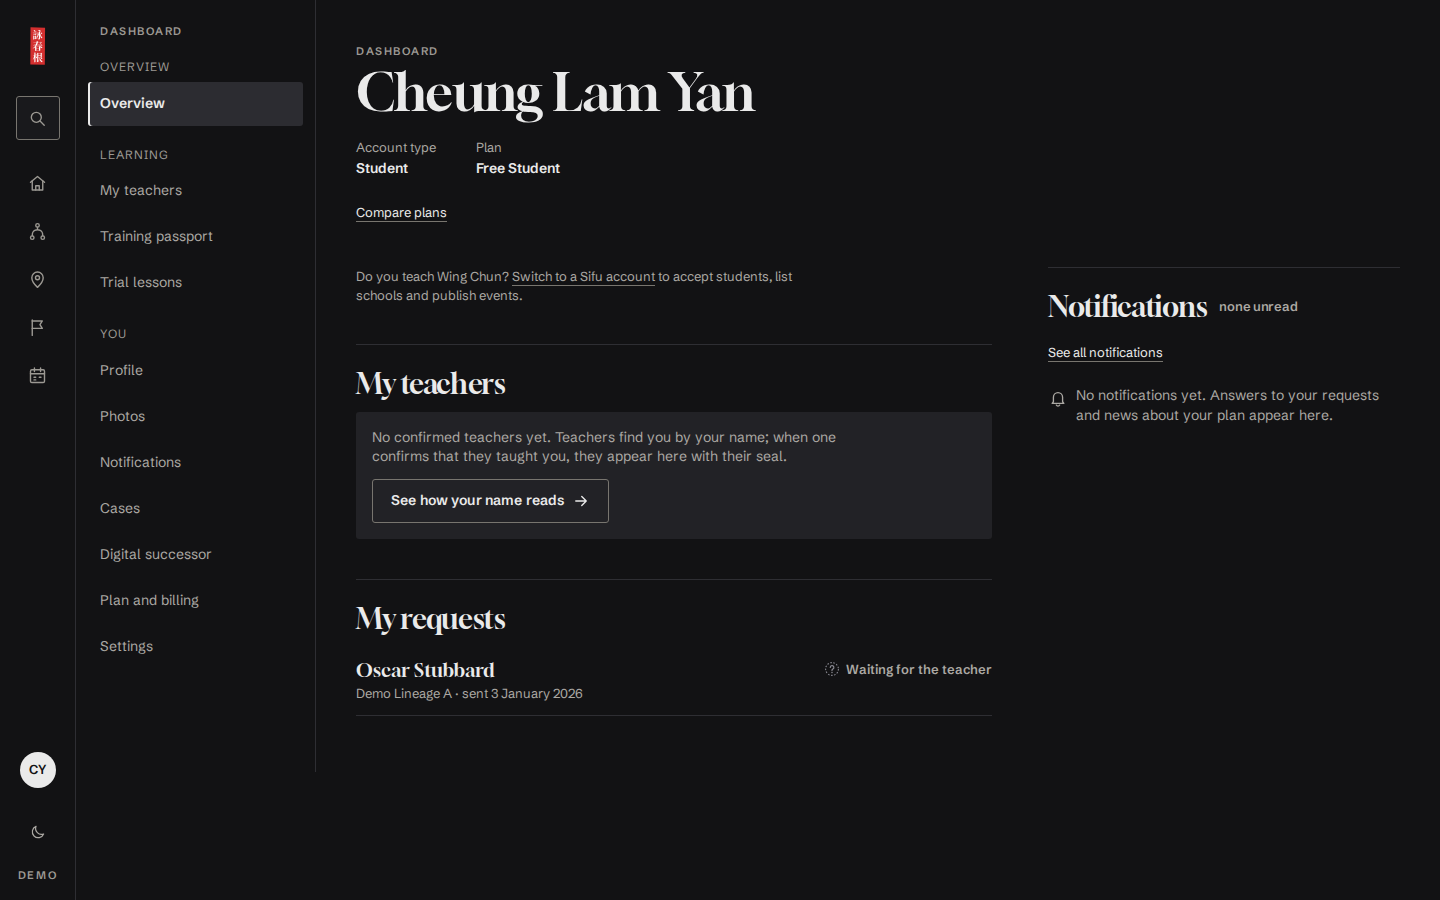 詠春根
DASHBOARD
OVERVIEW
Overview
LEARNING
My teachers
Training passport
Trial lessons
YOU
Profile
Photos
Notifications
Cases
Digital successor
Plan and billing
Settings
CY
DEMO
DASHBOARD
Cheung Lam Yan
Account type
Student
Plan
Free Student
Compare plans
Do you teach Wing Chun? Switch to a Sifu account to accept students, list
schools and publish events.
My teachers
No confirmed teachers yet. Teachers find you by your name; when one
confirms that they taught you, they appear here with their seal.
See how your name reads →
My requests
Oscar Stubbard
Waiting for the teacher
Demo Lineage A · sent 3 January 2026
Notifications none unread
See all notifications
No notifications yet. Answers to your requests
and news about your plan appear here.